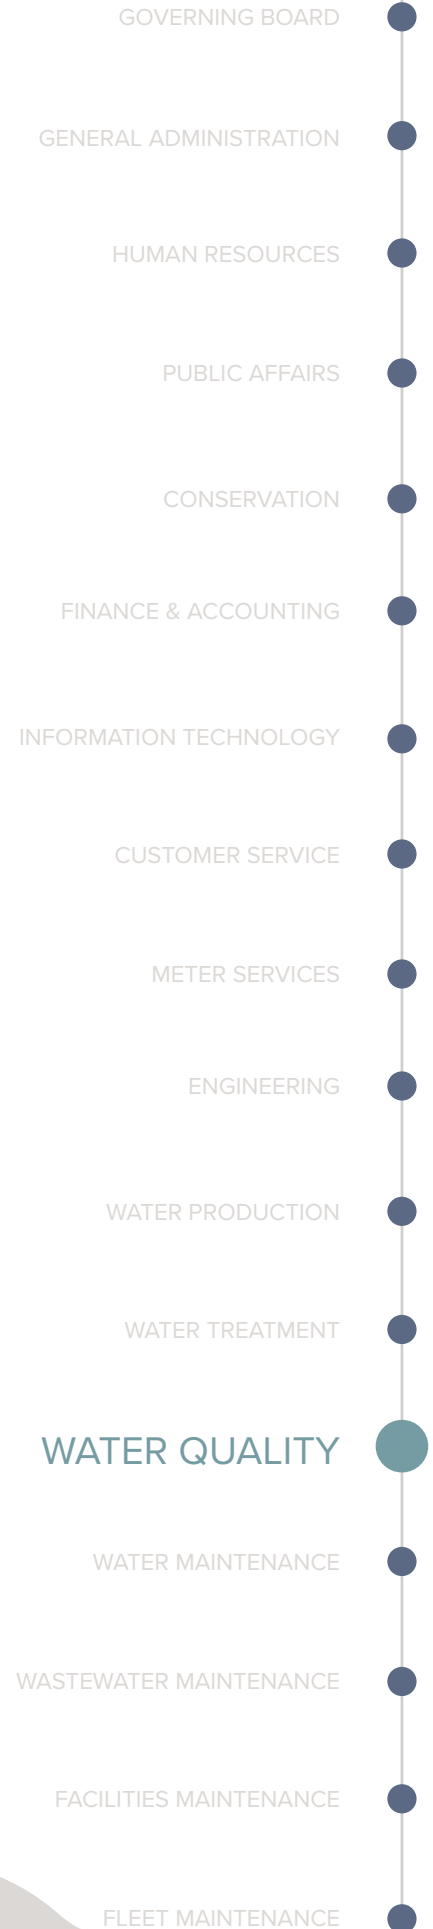 GOVERNING BOARD
GENERAL ADMINISTRATION
HUMAN RESOURCES
PUBLIC AFFAIRS
CONSERVATION
FINANCE & ACCOUNTING
INFORMATION TECHNOLOGY
CUSTOMER SERVICE
METER SERVICES
ENGINEERING
WATER PRODUCTION
WATER TREATMENT
WATER QUALITY
WATER MAINTENANCE
WASTEWATER MAINTENANCE
FACILITIES MAINTENANCE
FLEET MAINTENANCE